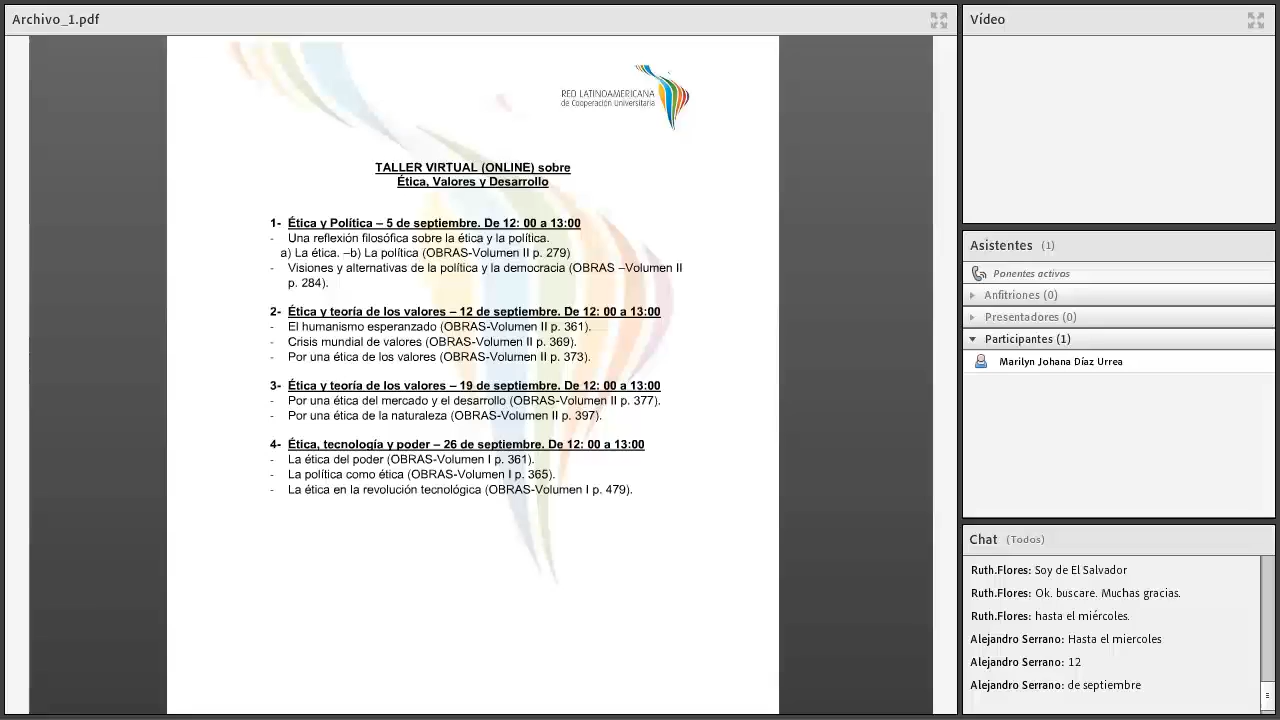 Archivo_1.pdf
RED LATINOAMERICANA
de Cooperación Universitaria
TALLER VIRTUAL (ONLINE) sobre
Ética, Valores y Desarrollo
1- Ética y Política – 5 de septiembre. De 12: 00 a 13:00
- Una reflexión filosófica sobre la ética y la política.
a) La ética. –b) La política (OBRAS-Volumen II p. 279)
- Visiones y alternativas de la política y la democracia (OBRAS –Volumen II
p. 284).
2- Ética y teoría de los valores – 12 de septiembre. De 12: 00 a 13:00
- El humanismo esperanzado (OBRAS-Volumen II p. 361).
- Crisis mundial de valores (OBRAS-Volumen II p. 369).
- Por una ética de los valores (OBRAS-Volumen II p. 373).
3- Ética y teoría de los valores – 19 de septiembre. De 12: 00 a 13:00
- Por una ética del mercado y el desarrollo (OBRAS-Volumen II p. 377).
- Por una ética de la naturaleza (OBRAS-Volumen II p. 397).
4- Ética, tecnología y poder – 26 de septiembre. De 12: 00 a 13:00
- La ética del poder (OBRAS-Volumen I p. 361).
- La política como ética (OBRAS-Volumen I p. 365).
- La ética en la revolución tecnológica (OBRAS-Volumen I p. 479).
Vídeo
Asistentes (1)
Ponentes activos
Anfitriones (0)
Presentadores (0)
Participantes (1)
Marilyn Johana Díaz Urrea
Chat (Todos)
Ruth.Flores: Soy de El Salvador
Ruth.Flores: Ok. buscare. Muchas gracias.
Ruth.Flores: hasta el miércoles.
Alejandro Serrano: Hasta el miercoles
Alejandro Serrano: 12
Alejandro Serrano: de septiembre